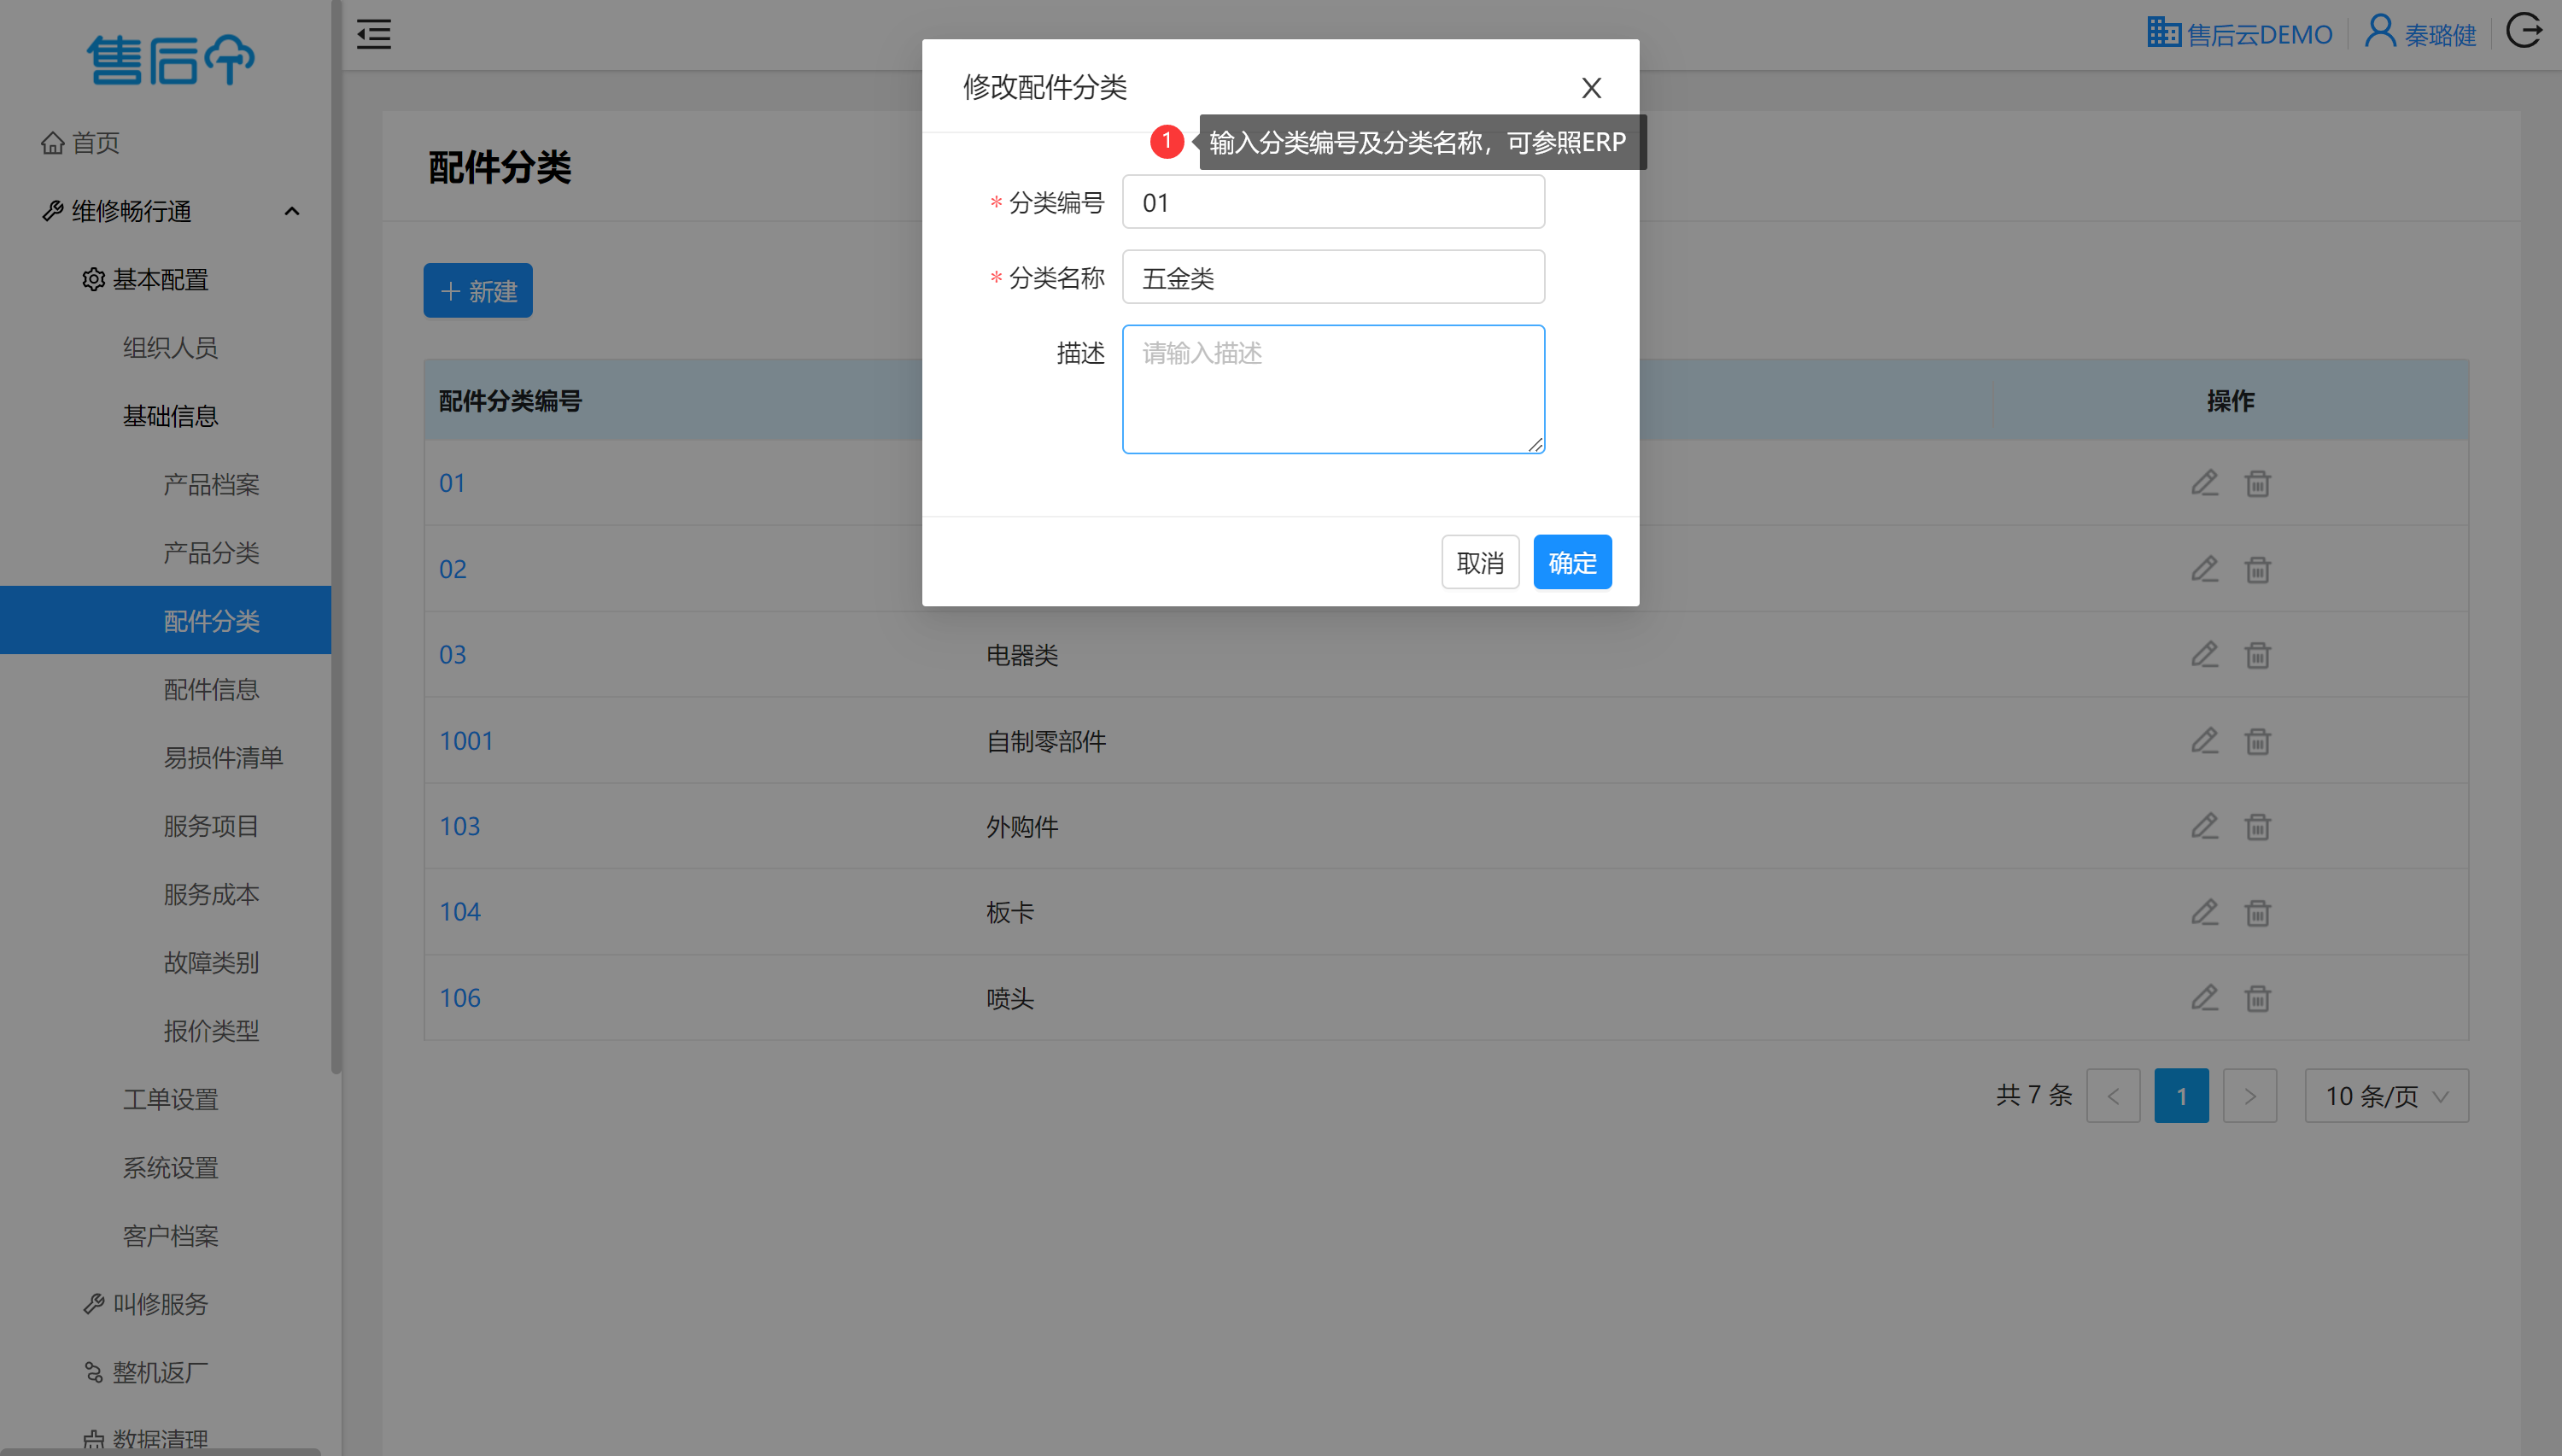 售后
售后云DEMO
秦璐健
首页
维修畅行通
基本配置
组织人员
基础信息
产品档案
产品分类
配件分类
配件信息
易损件清单
服务项目
服务成本
故障类别
报价类型
工单设置
系统设置
客户档案
叫修服务
整机返厂
数据清理
配件分类
新建
配件分类编号
操作
01
02
03 电器类
1001 自制零部件
103 外购件
104 板卡
106 喷头
共 7 条 < 1 > 10 条/页
修改配件分类 X
1 输入分类编号及分类名称，可参照ERP
* 分类编号 01
* 分类名称 五金类
描述 请输入描述
取消 确定